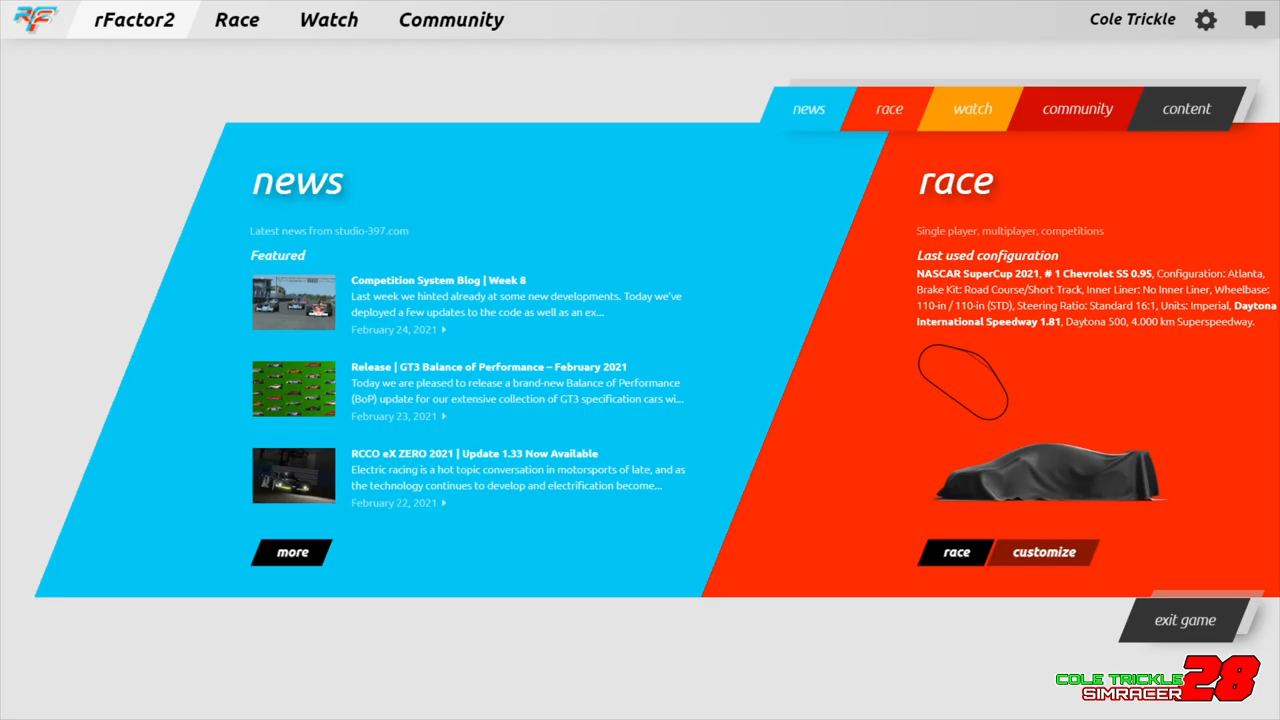 rFactor2 Race Watch Community Cole Trickle
news race watch community content
news
Latest news from studio-397.com
Featured
Competition System Blog | Week 8
Last week we hinted already at some new developments. Today we've
deployed a few updates to the code as well as an ex...
February 24, 2021
Release | GT3 Balance of Performance – February 2021
Today we are pleased to release a brand-new Balance of Performance
(BoP) update for our extensive collection of GT3 specification cars wi...
February 23, 2021
RCCO eX ZERO 2021 | Update 1.33 Now Available
Electric racing is a hot topic conversation in motorsports of late, and as
the technology continues to develop and electrification become...
February 22, 2021
more
race
Single player, multiplayer, competitions
Last used configuration
NASCAR SuperCup 2021, # 1 Chevrolet SS 0.95, Configuration: Atlanta,
Brake Kit: Road Course/Short Track, Inner Liner: No Inner Liner, Wheelbase:
110-in / 110-in (STD), Steering Ratio: Standard 16:1, Units: Imperial, Daytona
International Speedway 1.81, Daytona 500, 4.000 km Superspeedway.
race customize
exit game
COLE TRICKLE 28
SIMRACER